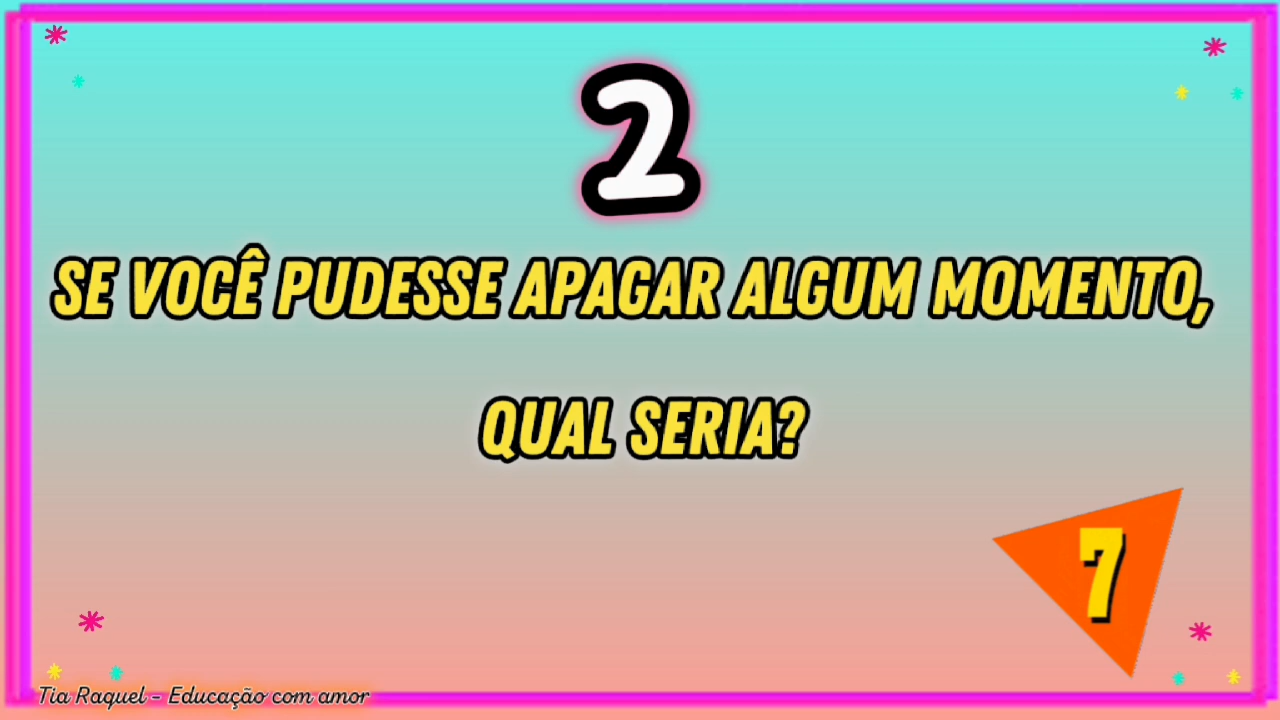 2
SE VOCÊ PUDESSE APAGAR ALGUM MOMENTO,
QUAL SERIA?
7
Tia Raquel - Educação com amor